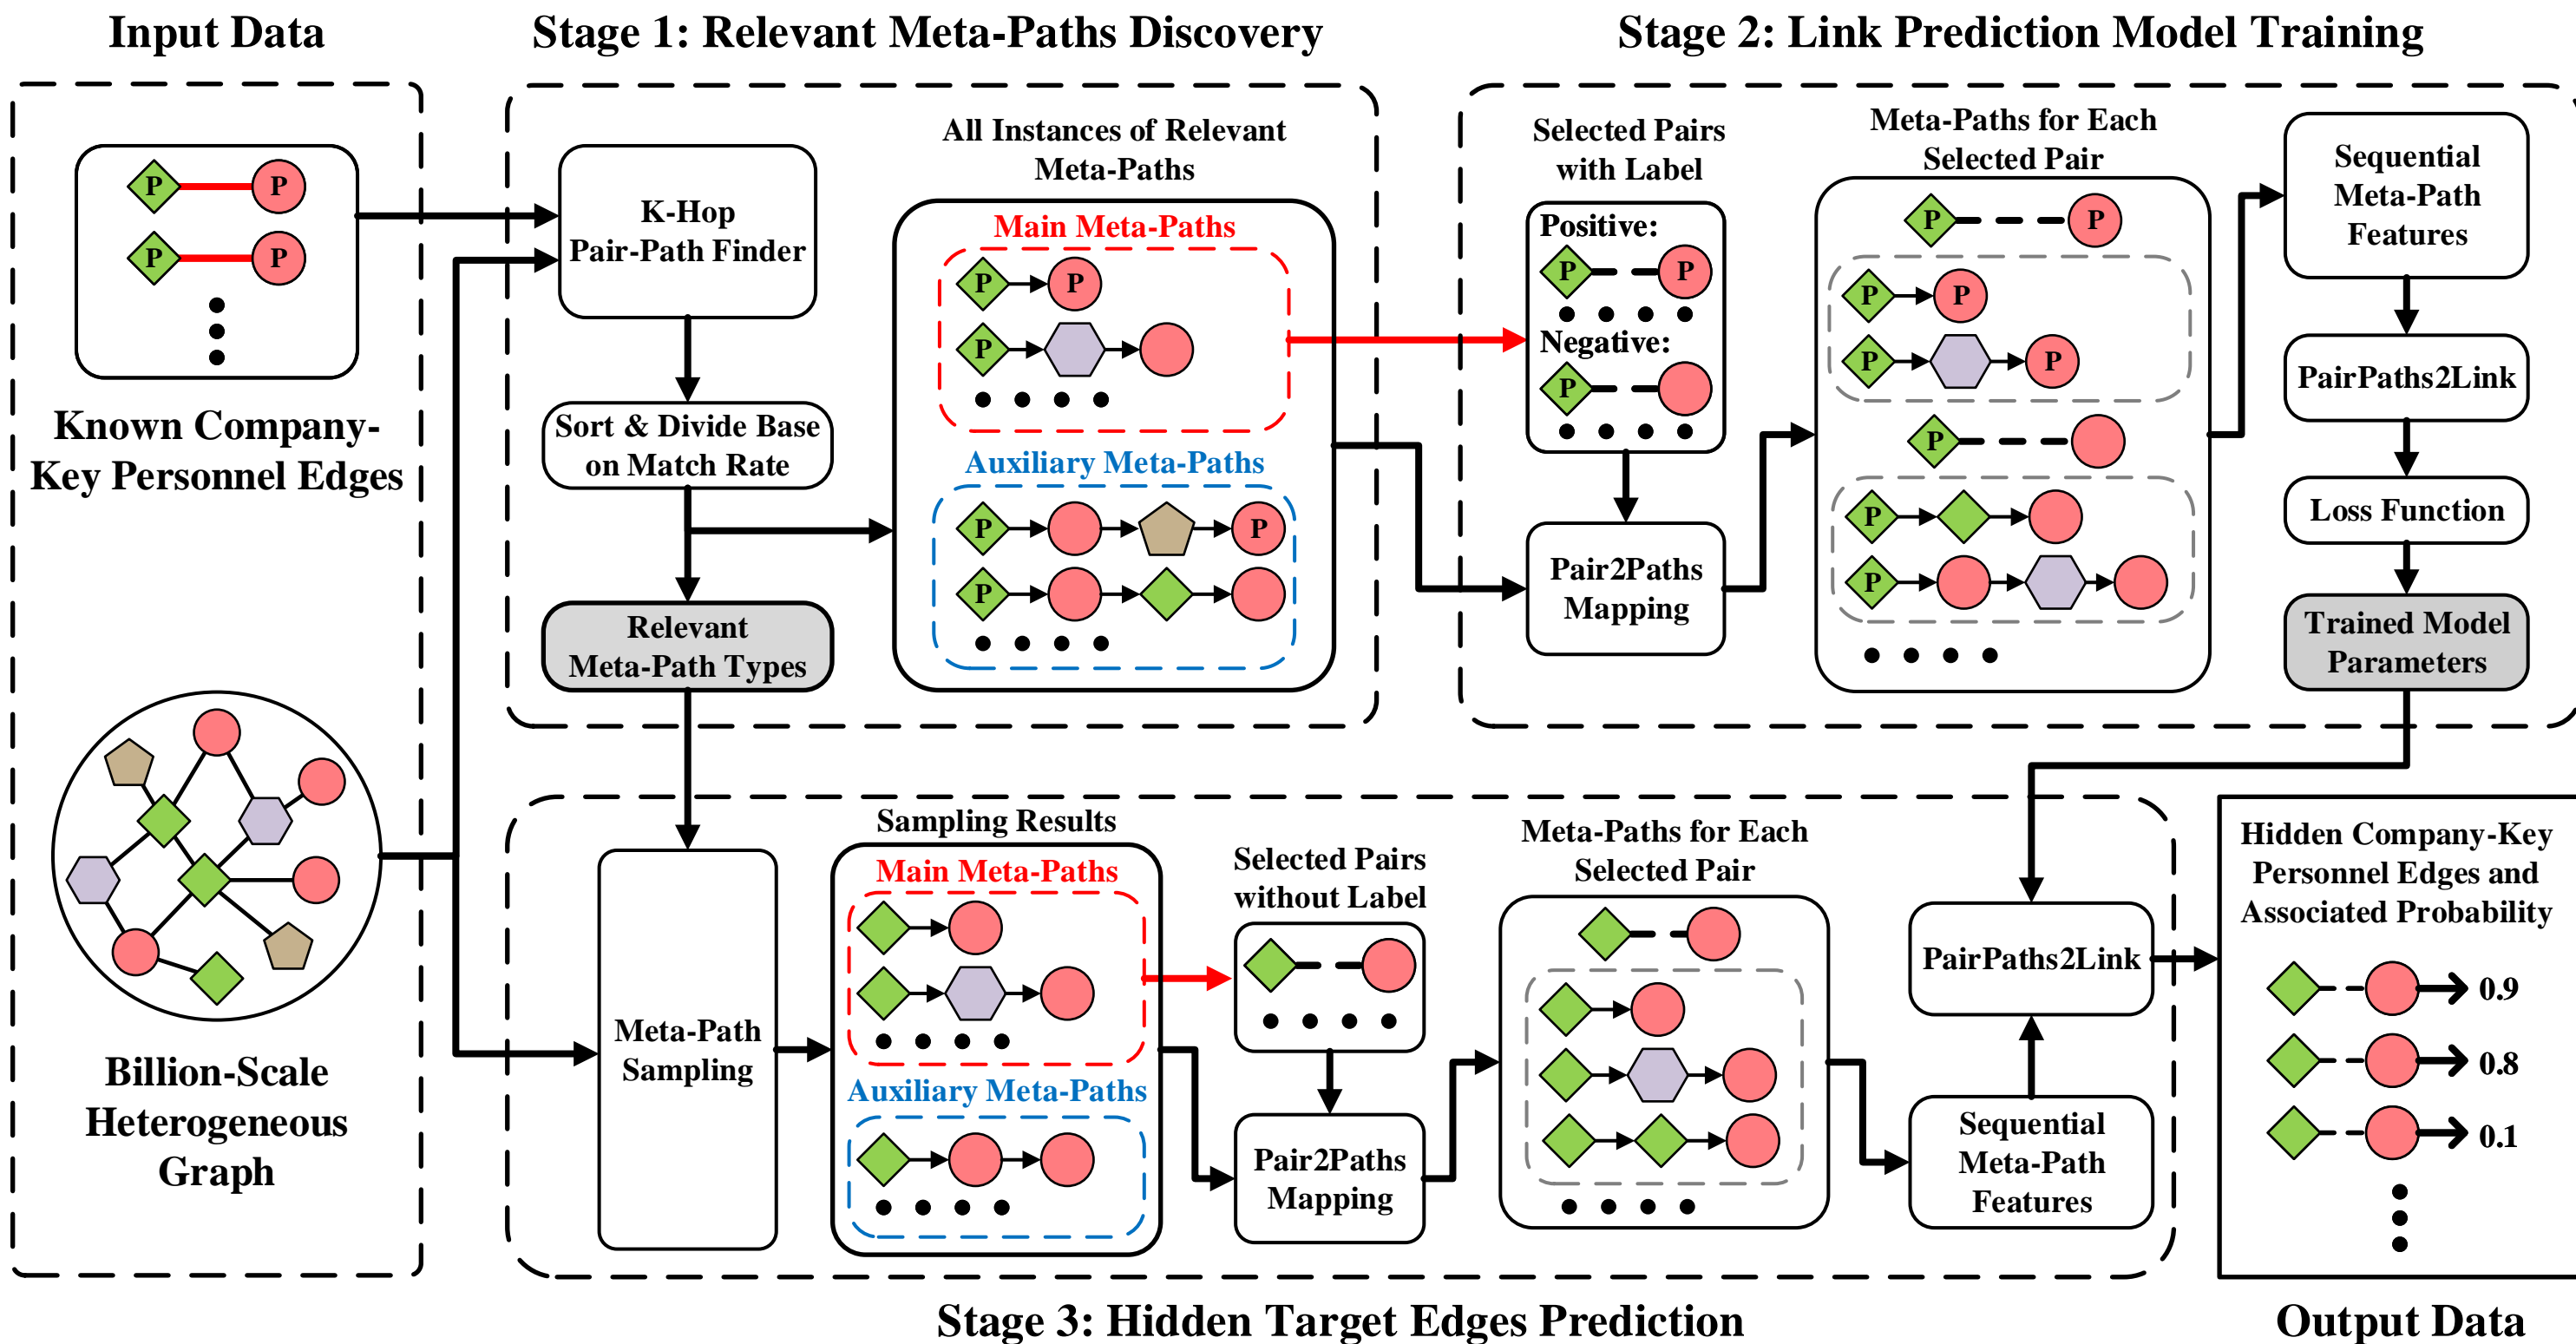 Input Data
P
P
P
P
Known Company-
Key Personnel Edges
Billion-Scale
Heterogeneous
Graph
Stage 1: Relevant Meta-Paths Discovery
K-Hop
Pair-Path Finder
Sort & Divide Base
on Match Rate
Relevant
Meta-Path Types
All Instances of Relevant
Meta-Paths
Main Meta-Paths
P
P
P
Auxiliary Meta-Paths
P
P
P
Stage 2: Link Prediction Model Training
Selected Pairs
with Label
Positive:
P
P
Negative:
P
Pair2Paths
Mapping
Meta-Paths for Each
Selected Pair
P
P
P
P
P
P
P
P
P
Sequential
Meta-Path
Features
PairPaths2Link
Loss Function
Trained Model
Parameters
Meta-Path
Sampling
Sampling Results
Main Meta-Paths
Auxiliary Meta-Paths
Selected Pairs
without Label
Pair2Paths
Mapping
Meta-Paths for Each
Selected Pair
PairPaths2Link
Sequential
Meta-Path
Features
Stage 3: Hidden Target Edges Prediction
Hidden Company-Key
Personnel Edges and
Associated Probability
0.9
0.8
0.1
Output Data